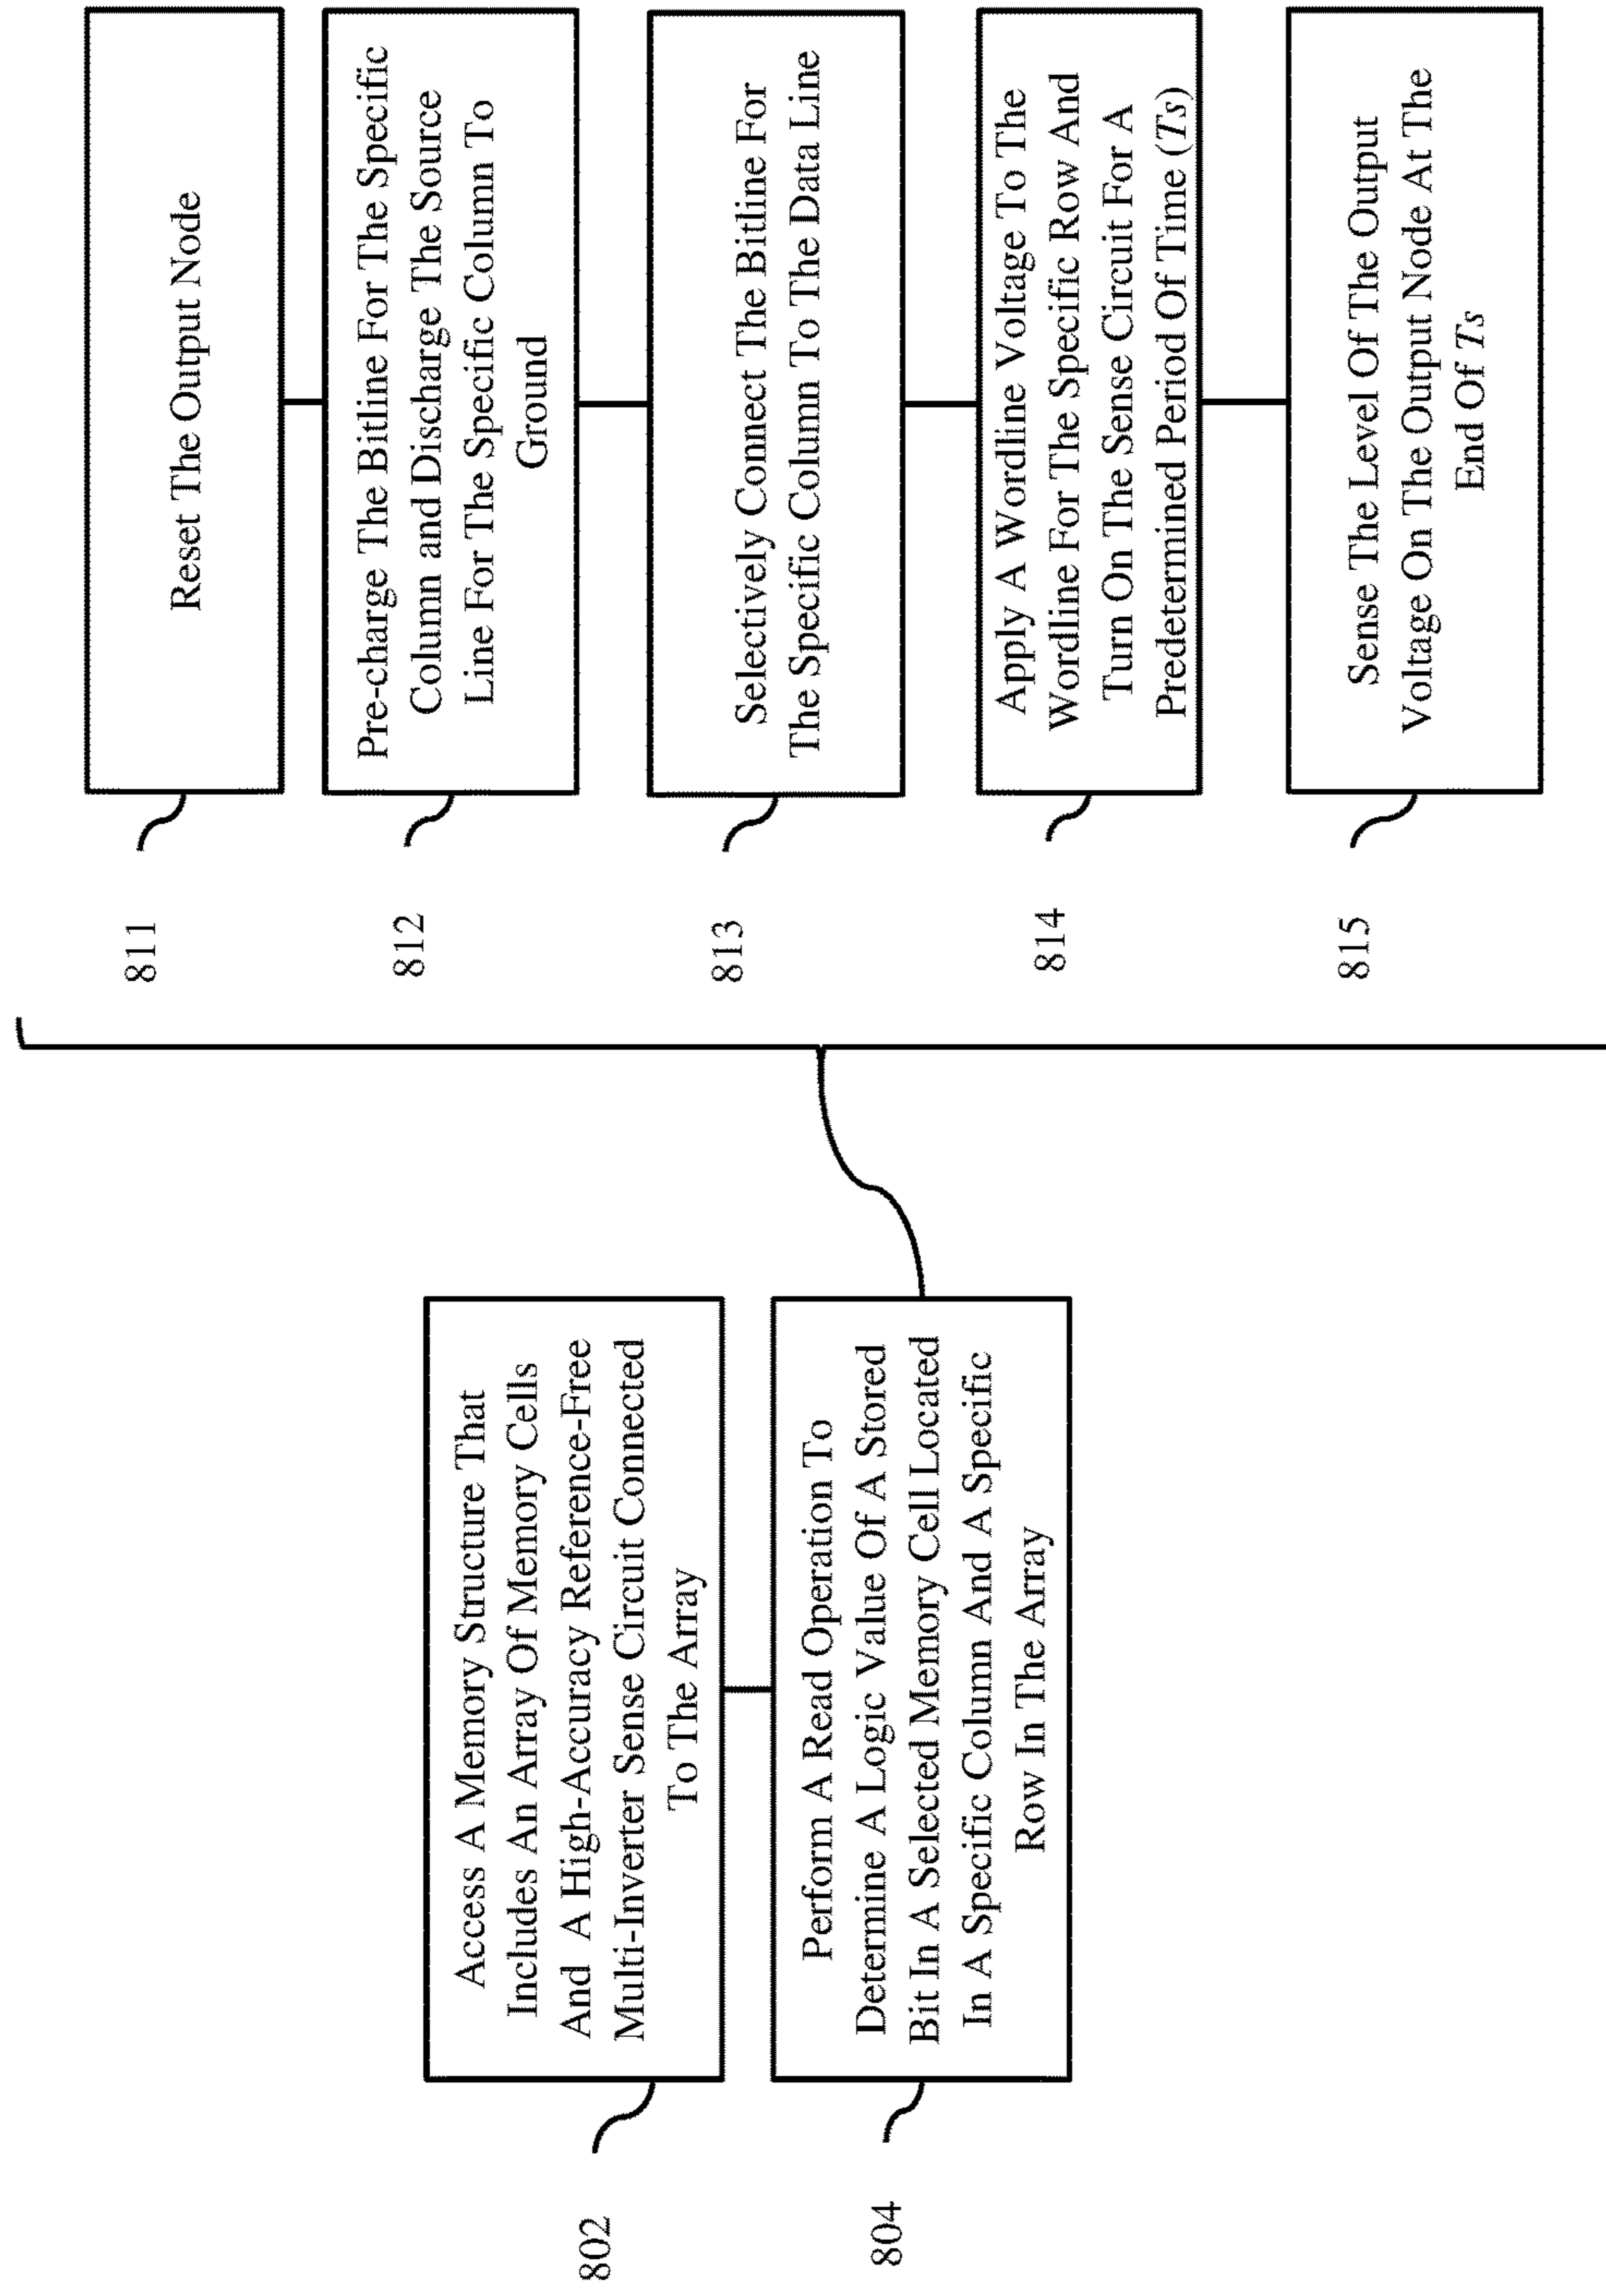 802
Access A Memory Structure That
Includes An Array Of Memory Cells
And A High-Accuracy Reference-Free
Multi-Inverter Sense Circuit Connected
To The Array
804
Perform A Read Operation To
Determine A Logic Value Of A Stored
Bit In A Selected Memory Cell Located
In A Specific Column And A Specific
Row In The Array
811
Reset The Output Node
812
Pre-charge The Bitline For The Specific
Column and Discharge The Source
Line For The Specific Column To
Ground
813
Selectively Connect The Bitline For
The Specific Column To The Data Line
814
Apply A Wordline Voltage To The
Wordline For The Specific Row And
Turn On The Sense Circuit For A
Predetermined Period Of Time (Ts)
815
Sense The Level Of The Output
Voltage On The Output Node At The
End Of Ts